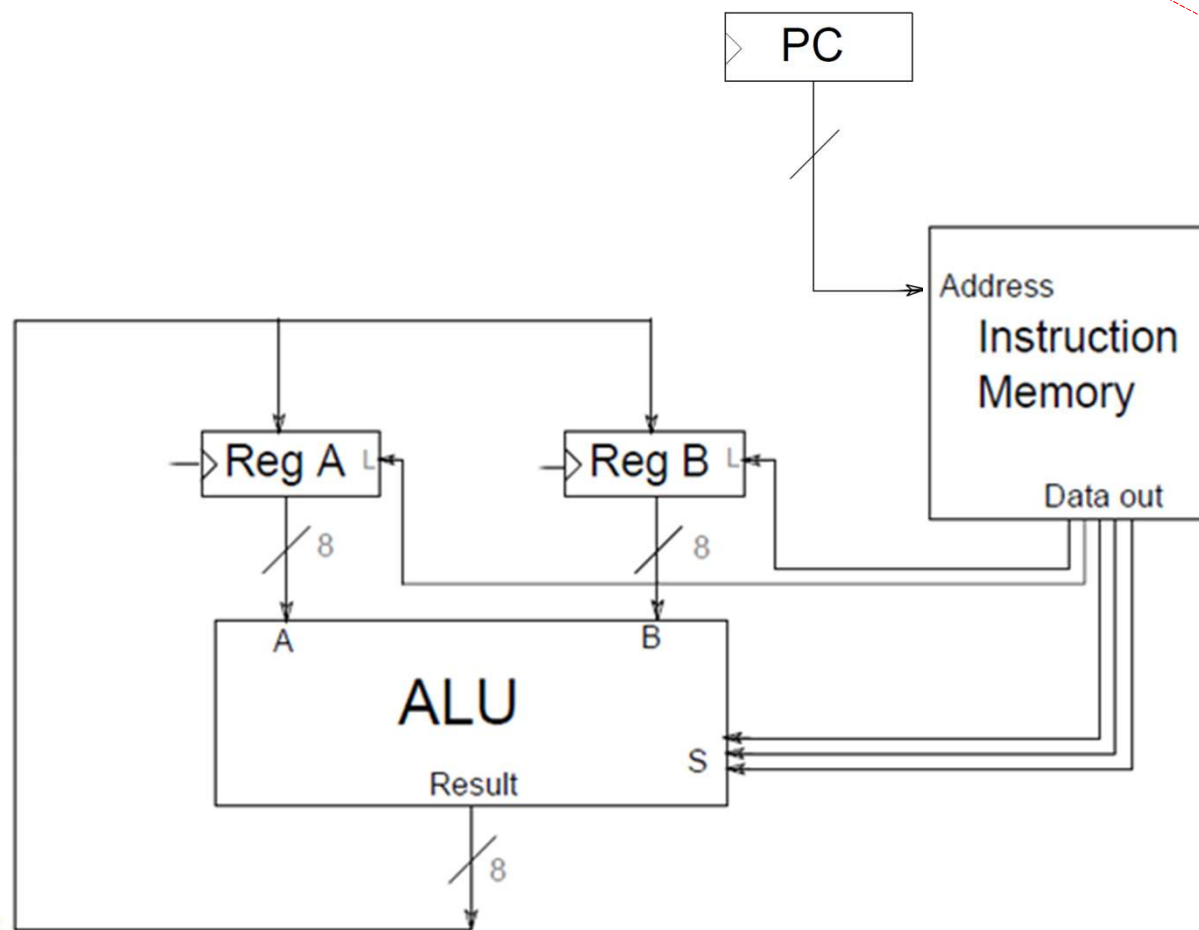 PC
Address
Instruction
Memory
Data out
Reg A L
Reg B L
8
8
A
B
ALU
S
Result
8